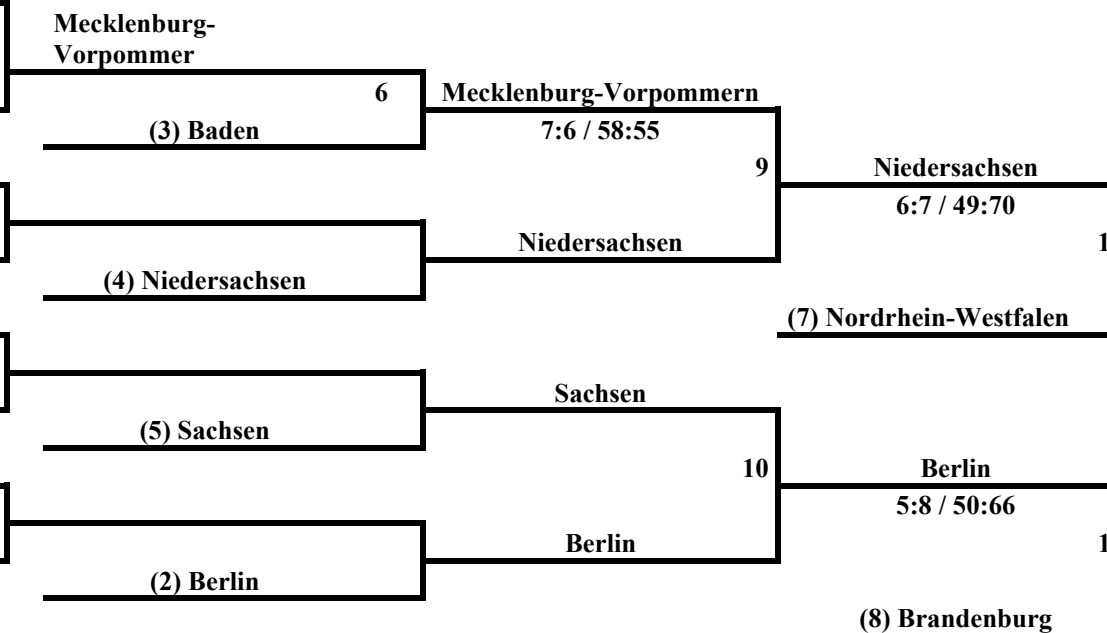 Mecklenburg-
Vorpommer
6
Mecklenburg-Vorpommern
(3) Baden
7:6 / 58:55
9
Niedersachsen
6:7 / 49:70
Niedersachsen
1
(4) Niedersachsen
(7) Nordrhein-Westfalen
Sachsen
(5) Sachsen
10
Berlin
5:8 / 50:66
Berlin
1
(2) Berlin
(8) Brandenburg